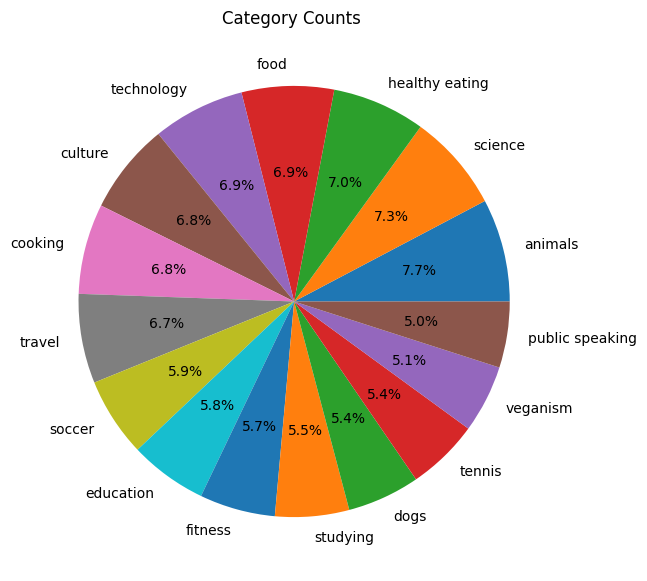 Category Counts
food
healthy eating
technology
science
culture
6.9%
7.0%
6.9%
7.3%
6.8%
cooking
animals
6.8%
7.7%
travel
6.7%
5.0%
public speaking
5.9%
5.1%
soccer
5.8%
5.4%
veganism
5.7%
5.5%
5.4%
education
tennis
fitness
studying
dogs